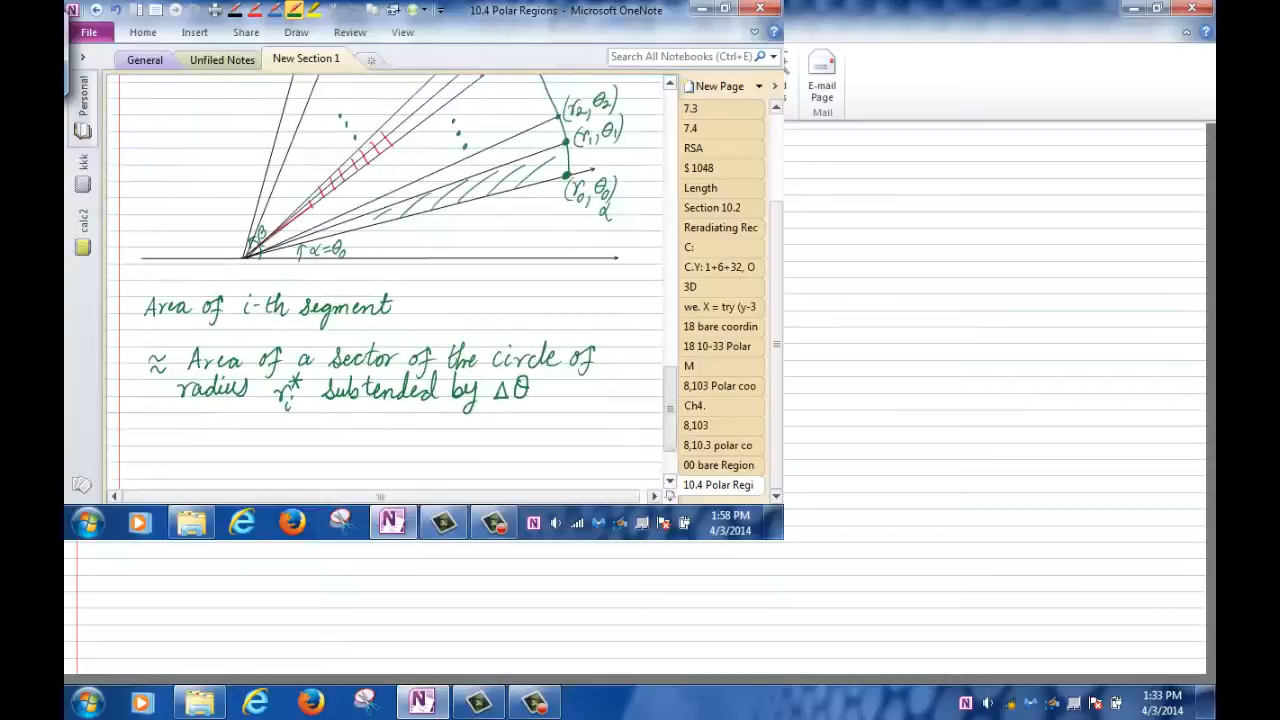 10.4 Polar Regions - Microsoft OneNote
File Home Insert Share Draw Review View
General Unfiled Notes New Section 1
Search All Notebooks (Ctrl+E)
E-mail
Page
Mail
Personal
kkk
calc2
New Page
7.3
7.4
RSA
$ 1048
Length
Section 10.2
Reradiating Rec
C:
C.Y: 1+6+32, O
3D
we. X = try (y-3
18 bare coordin
18 10-33 Polar
M
8,103 Polar coo
Ch4.
8,103
8,10.3 polar co
00 bare Region
10.4 Polar Regi
(r2, θ2)
(r1, θ1)
(r0, θ0)
α
β
α=θ0
Area of i-th segment
≈ Area of a sector of the circle of
radius ri* subtended by Δθ
1:58 PM
4/3/2014
1:33 PM
4/3/2014